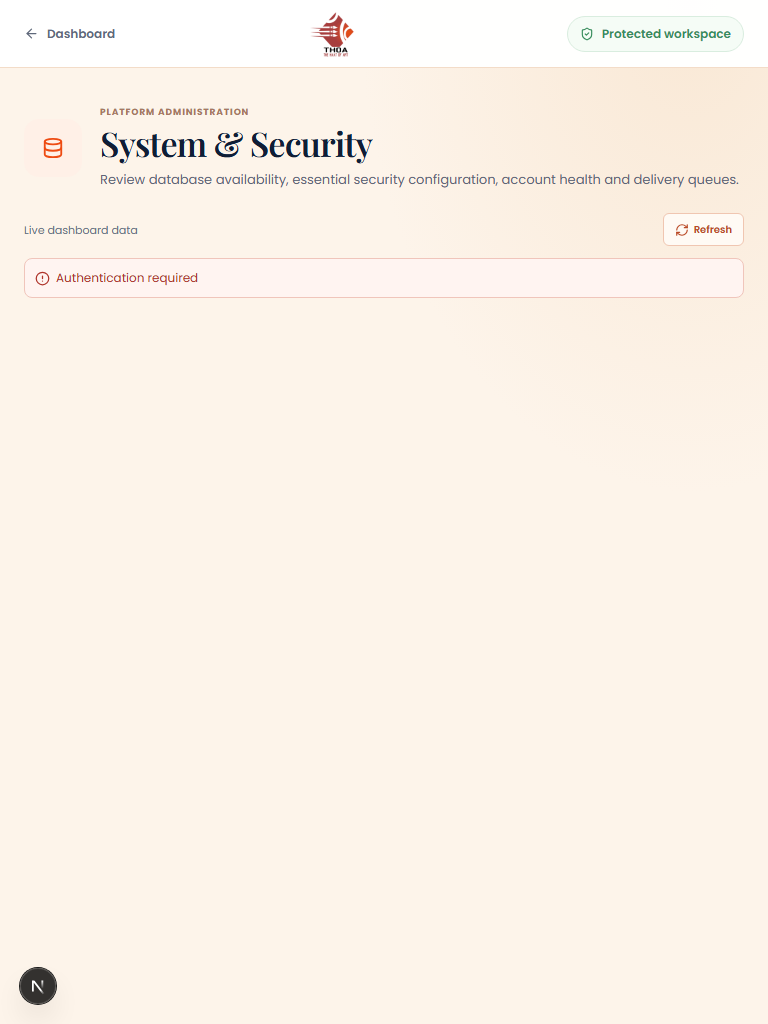 Dashboard
THOA
Protected workspace
PLATFORM ADMINISTRATION
System & Security
Review database availability, essential security configuration, account health and delivery queues.
Live dashboard data
Refresh
Authentication required
N